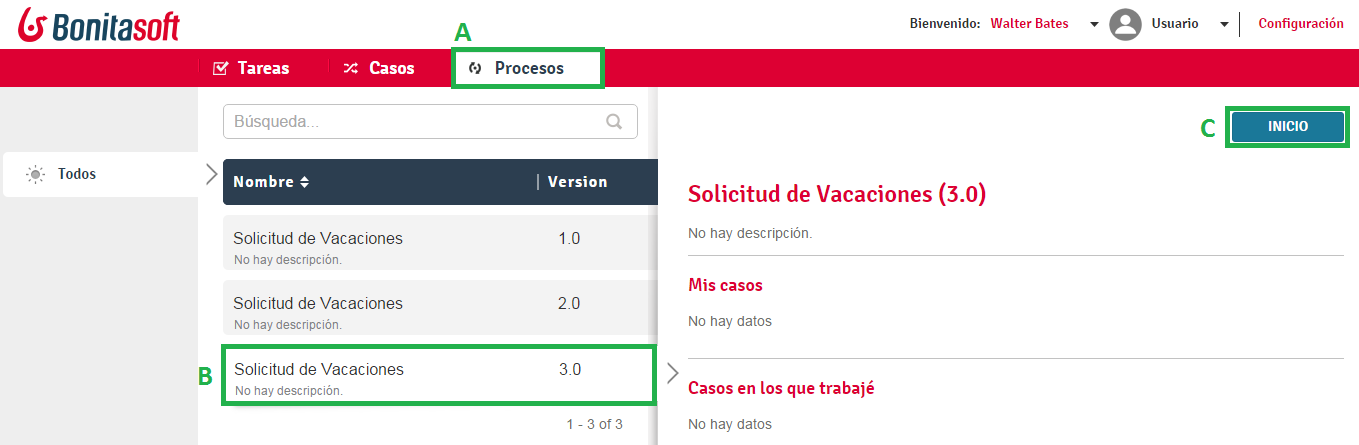 Bonitasoft
Bienvenido: Walter Bates Usuario Configuración
A
Tareas Casos Procesos
Búsqueda...
C INICIO
Todos
Nombre Version
Solicitud de Vacaciones 1.0
No hay descripción.
Solicitud de Vacaciones 2.0
No hay descripción.
B
Solicitud de Vacaciones 3.0
No hay descripción.
1 - 3 of 3
Solicitud de Vacaciones (3.0)
No hay descripción.
Mis casos
No hay datos
Casos en los que trabajé
No hay datos